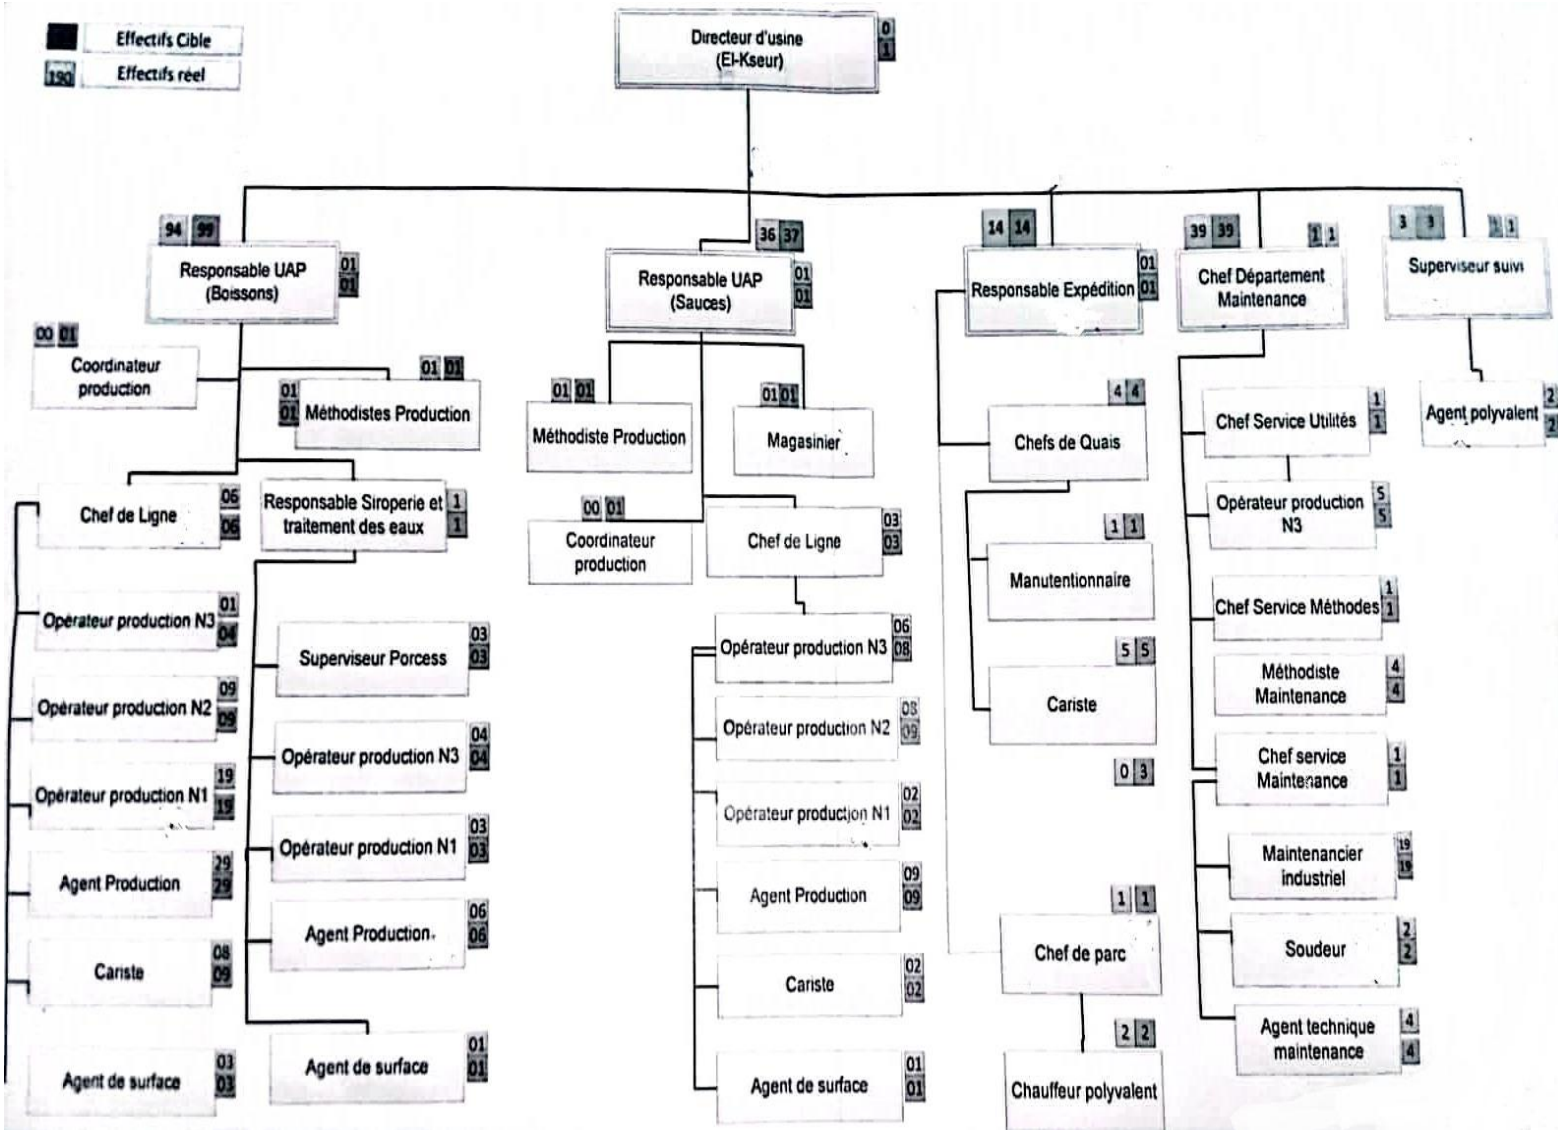 Effectifs Cible
190
Effectifs réel
Directeur d'usine
(El-Kseur)
0
1
94 99
Responsable UAP
(Boissons)
01
01
00 01
Coordinateur
production
01 01
01
01
Méthodistes Production
Chef de Ligne
06
06
Responsable Siroperie et
traitement des eaux
1
1
Opérateur production N3
01
04
Opérateur production N2
09
09
Opérateur production N1
19
19
Agent Production
29
29
Cariste
08
09
Agent de surface
03
03
Superviseur Porcess
03
03
Opérateur production N3
04
04
Opérateur production N1
03
03
Agent Production
06
06
Agent de surface
01
01
36 37
Responsable UAP
(Sauces)
01
01
01 01
Méthodiste Production
01 01
Magasinier
00 01
Coordinateur
production
Chef de Ligne
03
03
Opérateur production N3
06
08
Opérateur production N2
08
09
Opérateur production N1
02
02
Agent Production
09
09
Cariste
02
02
Agent de surface
01
01
14 14
Responsable Expédition
01
01
4 4
Chefs de Quais
1 1
Manutentionnaire
5 5
Cariste
0 3
1 1
Chef de parc
2 2
Chauffeur polyvalent
39 39
1 1
Chef Département
Maintenance
Chef Service Utilités
1
1
Opérateur production
N3
5
5
Chef Service Méthodes
1
1
Méthodiste
Maintenance
4
4
Chef service
Maintenance
1
1
Maintenancier
industriel
19
19
Soudeur
2
2
Agent technique
maintenance
4
4
3 3
1 1
Superviseur suivi
Agent polyvalent
2
2